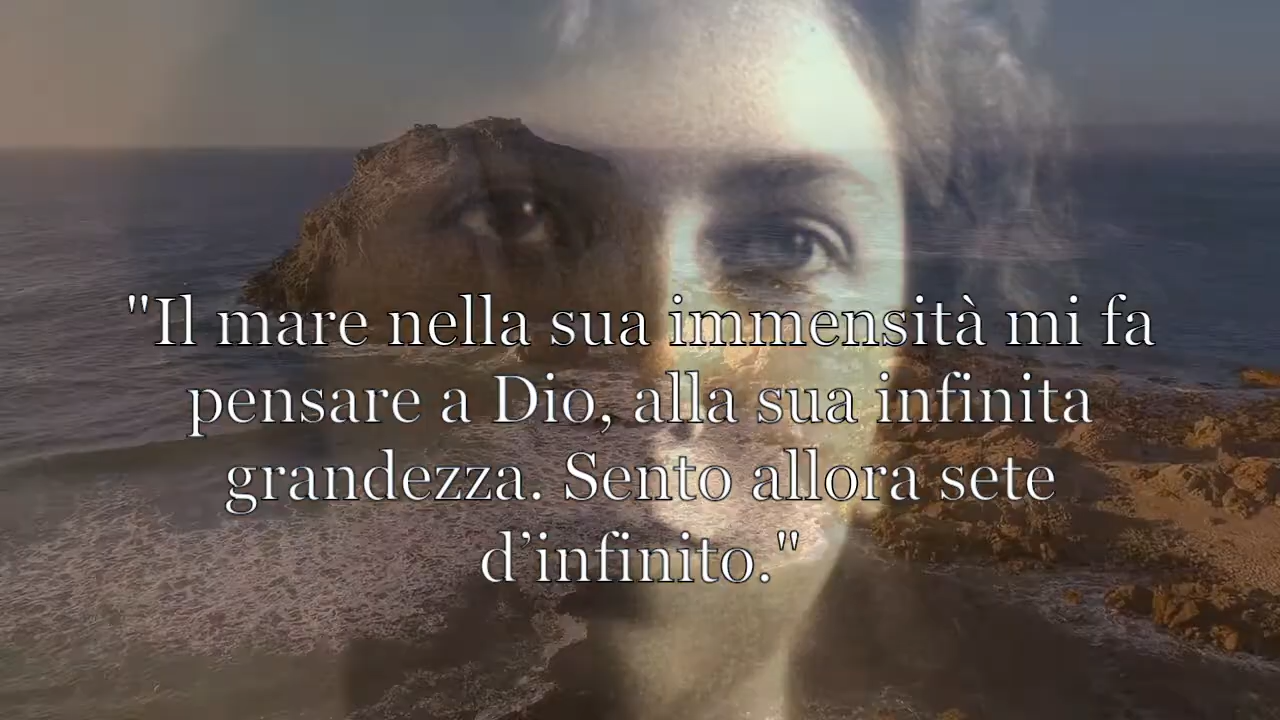 "Il mare nella sua immensità mi fa
pensare a Dio, alla sua infinita
grandezza. Sento allora sete
d’infinito."